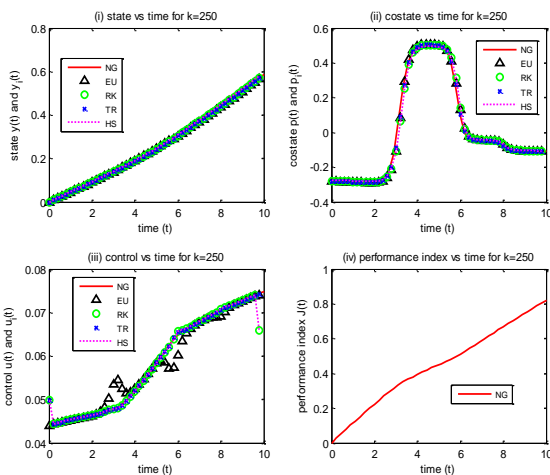 (i) state vs time for k=250
state y(t) and y_i(t)
0.8
0.6
0.4
0.2
0
NG
EU
RK
TR
HS
0 2 4 6 8 10
time (t)
(ii) costate vs time for k=250
costate p(t) and p_i(t)
0.6
0.4
0.2
0
-0.2
-0.4
NG
EU
RK
TR
HS
0 2 4 6 8 10
time (t)
(iii) control vs time for k=250
control u(t) and u_i(t)
0.08
0.07
0.06
0.05
0.04
NG
EU
RK
TR
HS
0 2 4 6 8 10
time (t)
(iv) performance index vs time for k=250
performance index J(t)
1
0.8
0.6
0.4
0.2
0
NG
0 2 4 6 8 10
time (t)